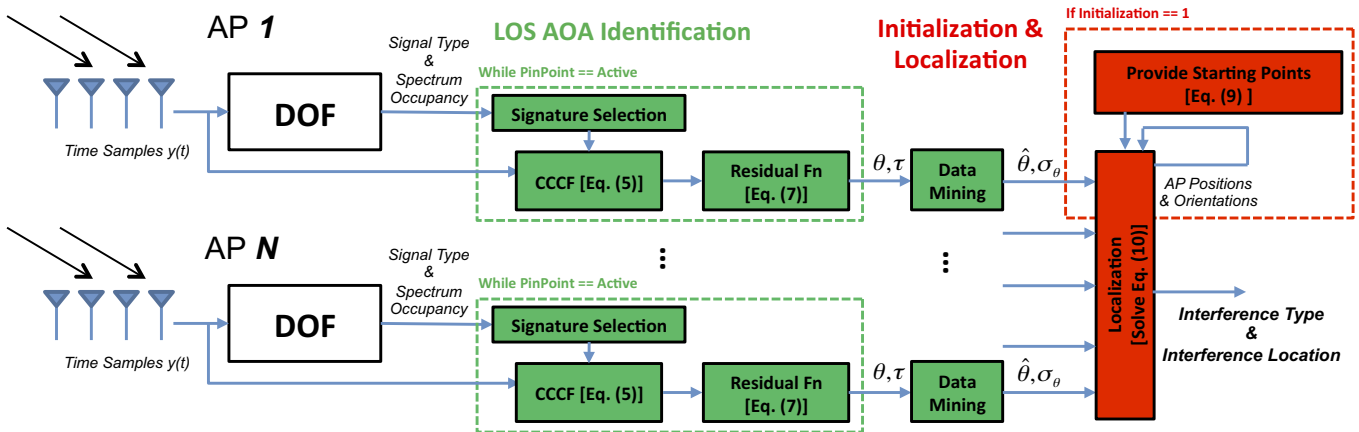 AP 1
Signal Type
&
Spectrum
Occupancy
LOS AOA Identification
Initialization &
Localization
If Initialization == 1
While PinPoint == Active
Provide Starting Points
[Eq. (9) ]
DOF
Signature Selection
Time Samples y(t)
CCCF [Eq. (5)]
Residual Fn
[Eq. (7)]
θ,τ
Data
Mining
θ̂,σ_θ
AP Positions
& Orientations
AP N
Signal Type
&
Spectrum
Occupancy
...
...
While PinPoint == Active
DOF
Signature Selection
Time Samples y(t)
CCCF [Eq. (5)]
Residual Fn
[Eq. (7)]
θ,τ
Data
Mining
θ̂,σ_θ
Localization
[Solve Eq. (10)]
Interference Type
&
Interference Location